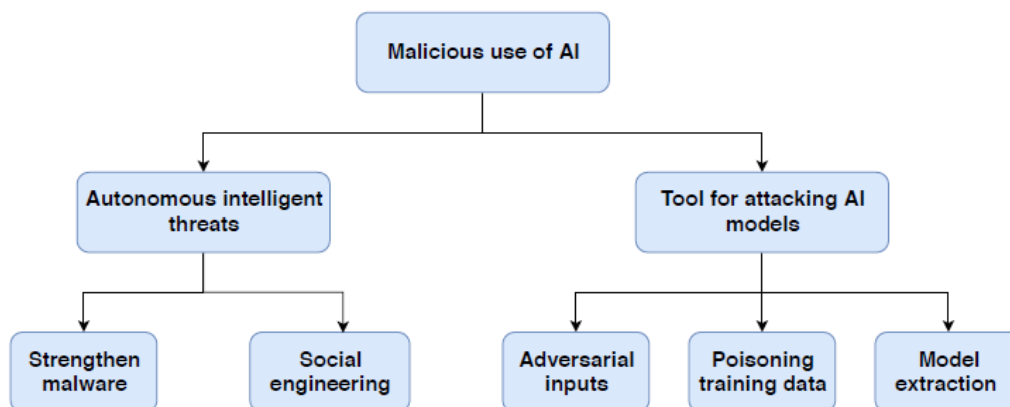 Malicious use of AI
Autonomous intelligent
threats
Tool for attacking AI
models
Strengthen
malware
Social
engineering
Adversarial
inputs
Poisoning
training data
Model
extraction